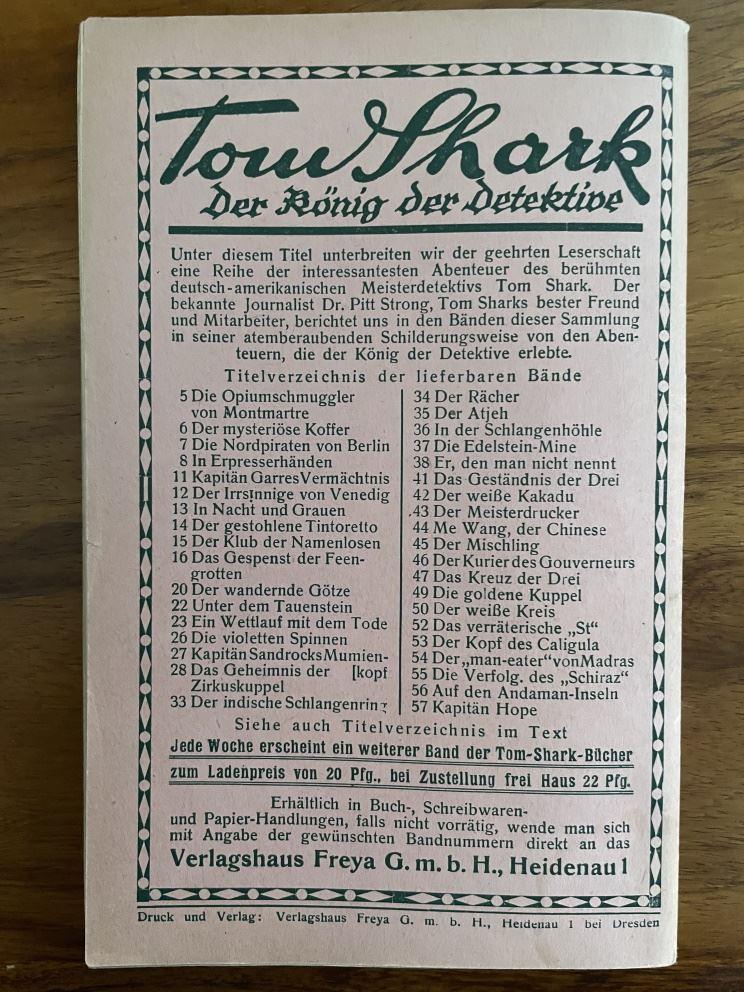 Tom Shark
Der König der Detektive
Unter diesem Titel unterbreiten wir der geehrten Leserschaft
eine Reihe der interessantesten Abenteuer des berühmten
deutsch-amerikanischen Meisterdetektivs Tom Shark. Der
bekannte Journalist Dr. Pitt Strong, Tom Sharks bester Freund
und Mitarbeiter, berichtet uns in den Bänden dieser Sammlung
in seiner atemberaubenden Schilderungsweise von den Aben-
teuern, die der König der Detektive erlebte.
Titelverzeichnis der lieferbaren Bände
5 Die Opiumschmuggler
von Montmartre
6 Der mysteriöse Koffer
7 Die Nordpiraten von Berlin
8 In Erpresserhänden
11 Kapitän Garres Vermächtnis
12 Der Irrsinnige von Venedig
13 In Nacht und Grauen
14 Der gestohlene Tintoretto
15 Der Klub der Namenlosen
16 Das Gespenst der Feen-
grotten
20 Der wandernde Götze
22 Unter dem Tauenstein
23 Ein Wettlauf mit dem Tode
26 Die violetten Spinnen
27 Kapitän Sandrocks Mumien-
28 Das Geheimnis der [kopf
Zirkuskuppel
33 Der indische Schlangenring
34 Der Rächer
35 Der Atjeh
36 In der Schlangenhöhle
37 Die Edelstein-Mine
38 Er, den man nicht nennt
41 Das Geständnis der Drei
42 Der weiße Kakadu
43 Der Meisterdrucker
44 Me Wang, der Chinese
45 Der Mischling
46 Der Kurier des Gouverneurs
47 Das Kreuz der Drei
49 Die goldene Kuppel
50 Der weiße Kreis
52 Das verräterische „St"
53 Der Kopf des Caligula
54 Der „man-eater" von Madras
55 Die Verfolg. des „Schiraz"
56 Auf den Andaman-Inseln
57 Kapitän Hope
Siehe auch Titelverzeichnis im Text
Jede Woche erscheint ein weiterer Band der Tom-Shark-Bücher
zum Ladenpreis von 20 Pfg., bei Zustellung frei Haus 22 Pfg.
Erhältlich in Buch-, Schreibwaren-
und Papier-Handlungen, falls nicht vorrätig, wende man sich
mit Angabe der gewünschten Bandnummern direkt an das
Verlagshaus Freya G. m. b. H., Heidenau 1
Druck und Verlag: Verlagshaus Freya G. m. b. H., Heidenau 1 bei Dresden